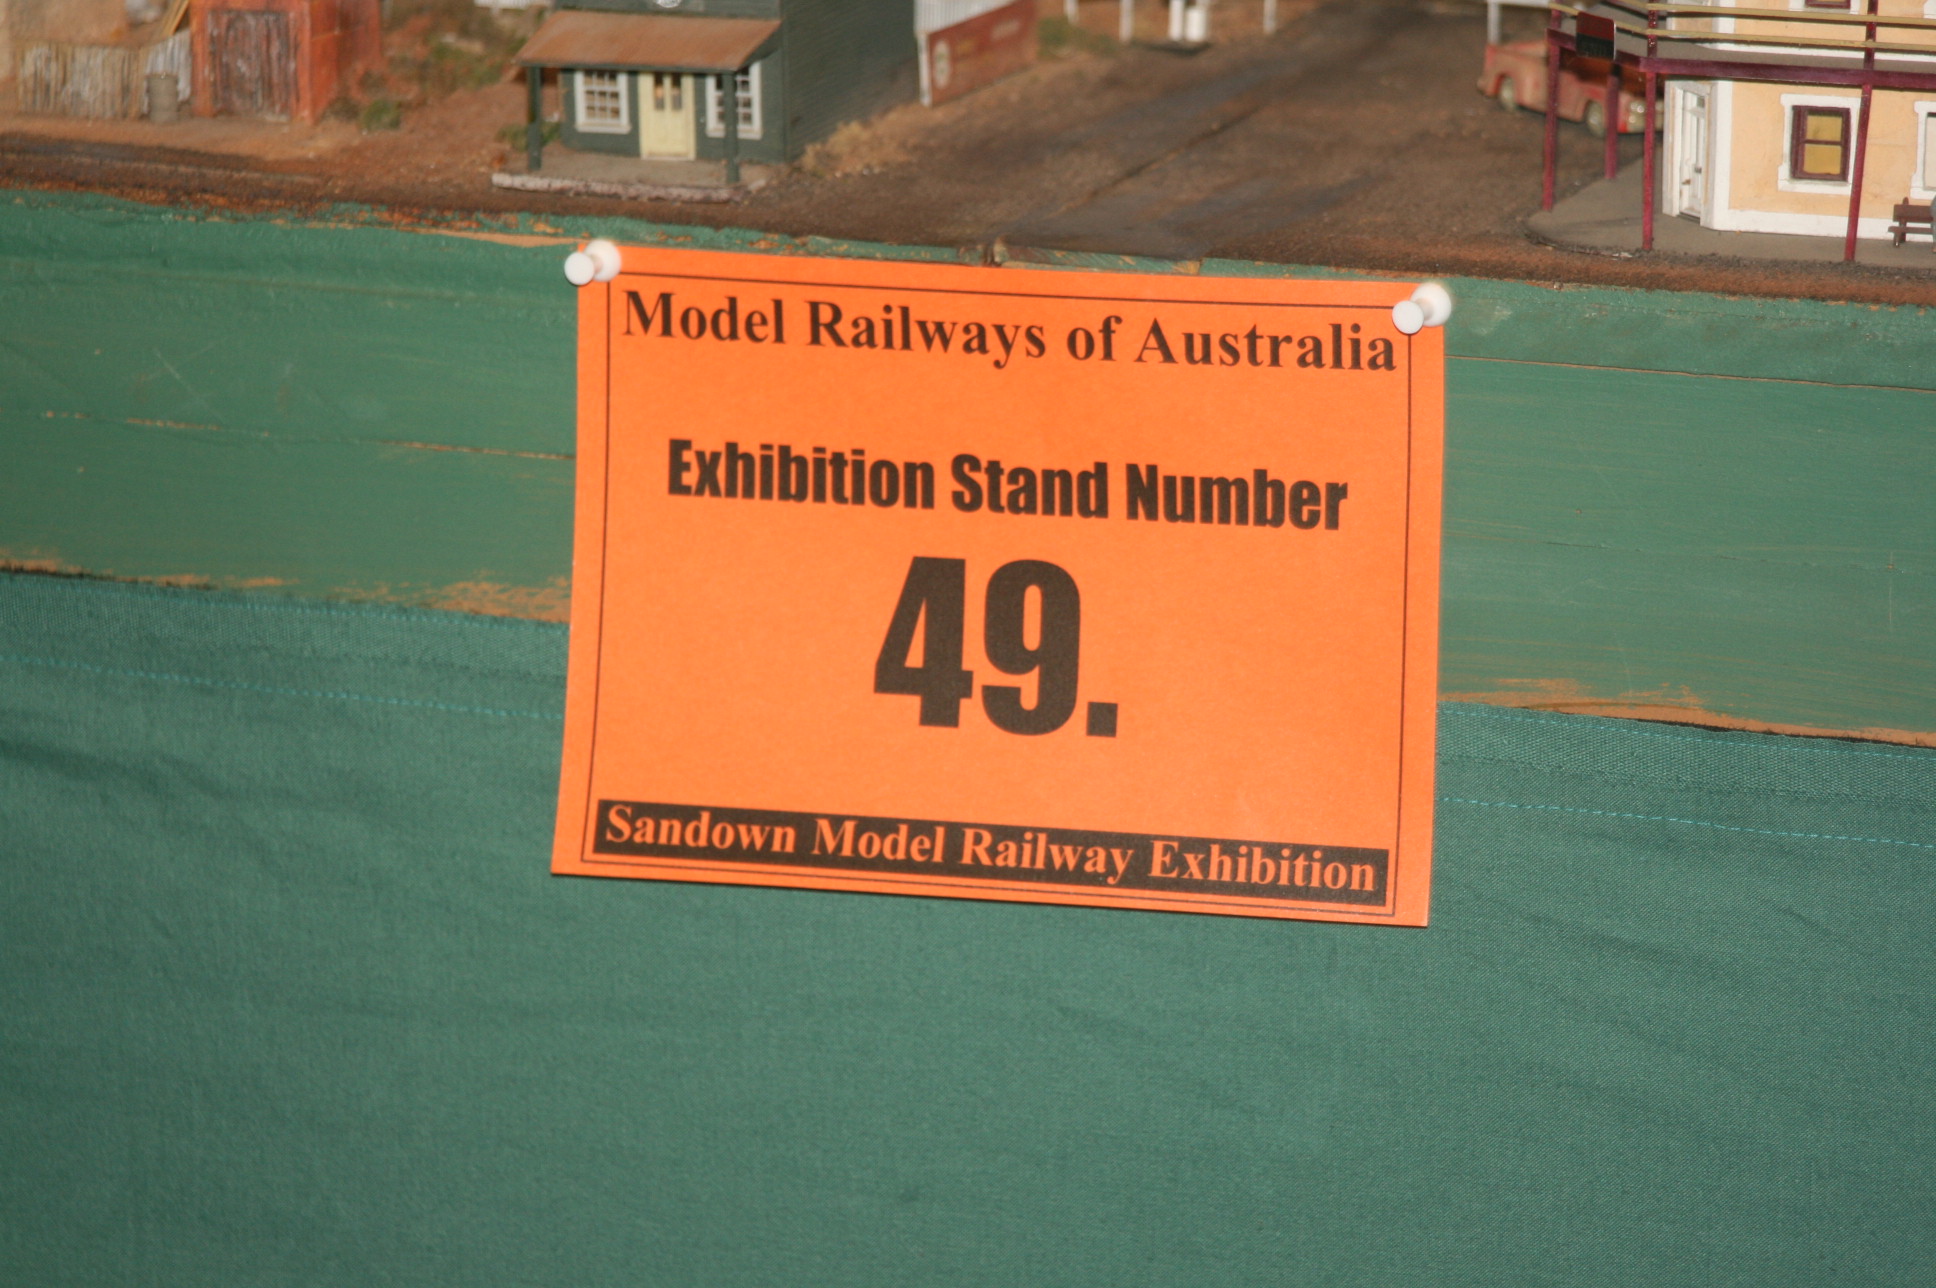 Model Railways of Australia
Exhibition Stand Number
49.
Sandown Model Railway Exhibition